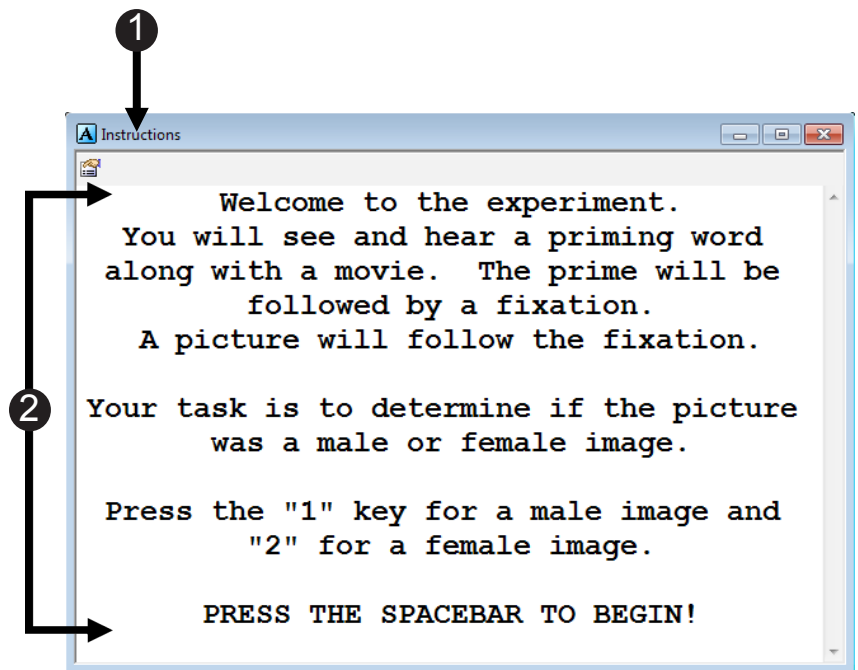 1
A Instructions
Welcome to the experiment.
You will see and hear a priming word
along with a movie.  The prime will be
followed by a fixation.
A picture will follow the fixation.
Your task is to determine if the picture
was a male or female image.
2
Press the "1" key for a male image and
"2" for a female image.
PRESS THE SPACEBAR TO BEGIN!